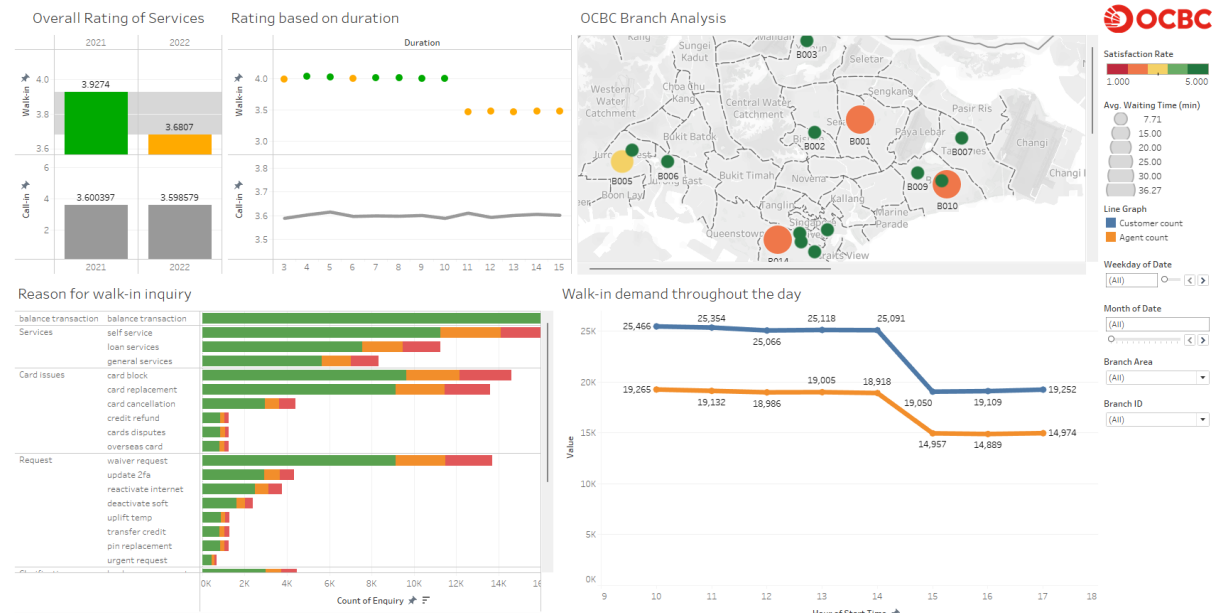 Overall Rating of Services
2021
2022
Walk-in
4.0
3.8
3.6
3.9274
3.6807
Call-in
6
4
2
3.600397
3.598579
2021
2022
Rating based on duration
Duration
Walk-in
4.0
3.5
3.0
Call-in
3.8
3.7
3.6
3.5
3 4 5 6 7 8 9 10 11 12 13 14 15
OCBC Branch Analysis
Sungei
Kadut
B003
Seletar
Western
Water
Catchment
Choa Chu
Kang
Central Water
Catchment
Sengkang
Pasir Ris
Bukit Batok
B002
B001
Paya Lebar
B007
Changi
B005
B006
Jurong East
Bukit Timah
Novena
B009
B010
Boon Lay
Tanglin
Kallang
Marine
Parade
Queenstown
B014
Straits View
OCBC
Satisfaction Rate
1.000 5.000
Avg. Waiting Time (min)
7.71
15.00
20.00
25.00
30.00
36.27
Line Graph
Customer count
Agent count
Weekday of Date
(All)
Month of Date
(All)
Branch Area
(All)
Branch ID
(All)
Reason for walk-in inquiry
balance transaction balance transaction
Services self service
loan services
general services
Card issues card block
card replacement
card cancellation
credit refund
cards disputes
overseas card
Request waiver request
update 2fa
reactivate internet
deactivate soft
uplift temp
transfer credit
pin replacement
urgent request
0K 2K 4K 6K 8K 10K 12K 14K
Count of Enquiry
Walk-in demand throughout the day
Value
25K
20K
15K
10K
5K
0K
25,466
25,354
25,066
25,118
25,091
19,050
19,109
19,252
19,265
19,132
18,986
19,005
18,918
14,957
14,889
14,974
9 10 11 12 13 14 15 16 17 18
Hour of Start Time